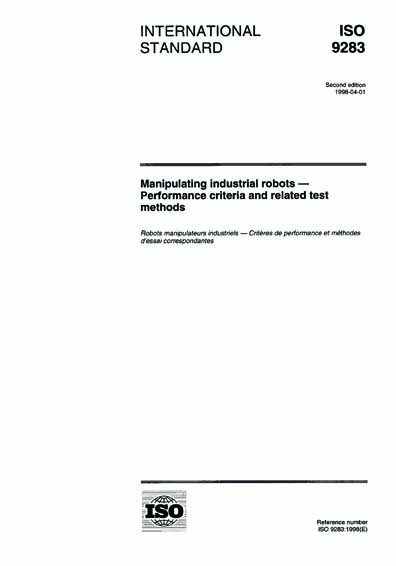 INTERNATIONAL
STANDARD
ISO
9283
Second edition
1998-04-01
Manipulating industrial robots —
Performance criteria and related test
methods
Robots manipulateurs industriels — Critères de performance et méthodes
d'essai correspondantes
ISO
Reference number
ISO 9283:1998(E)